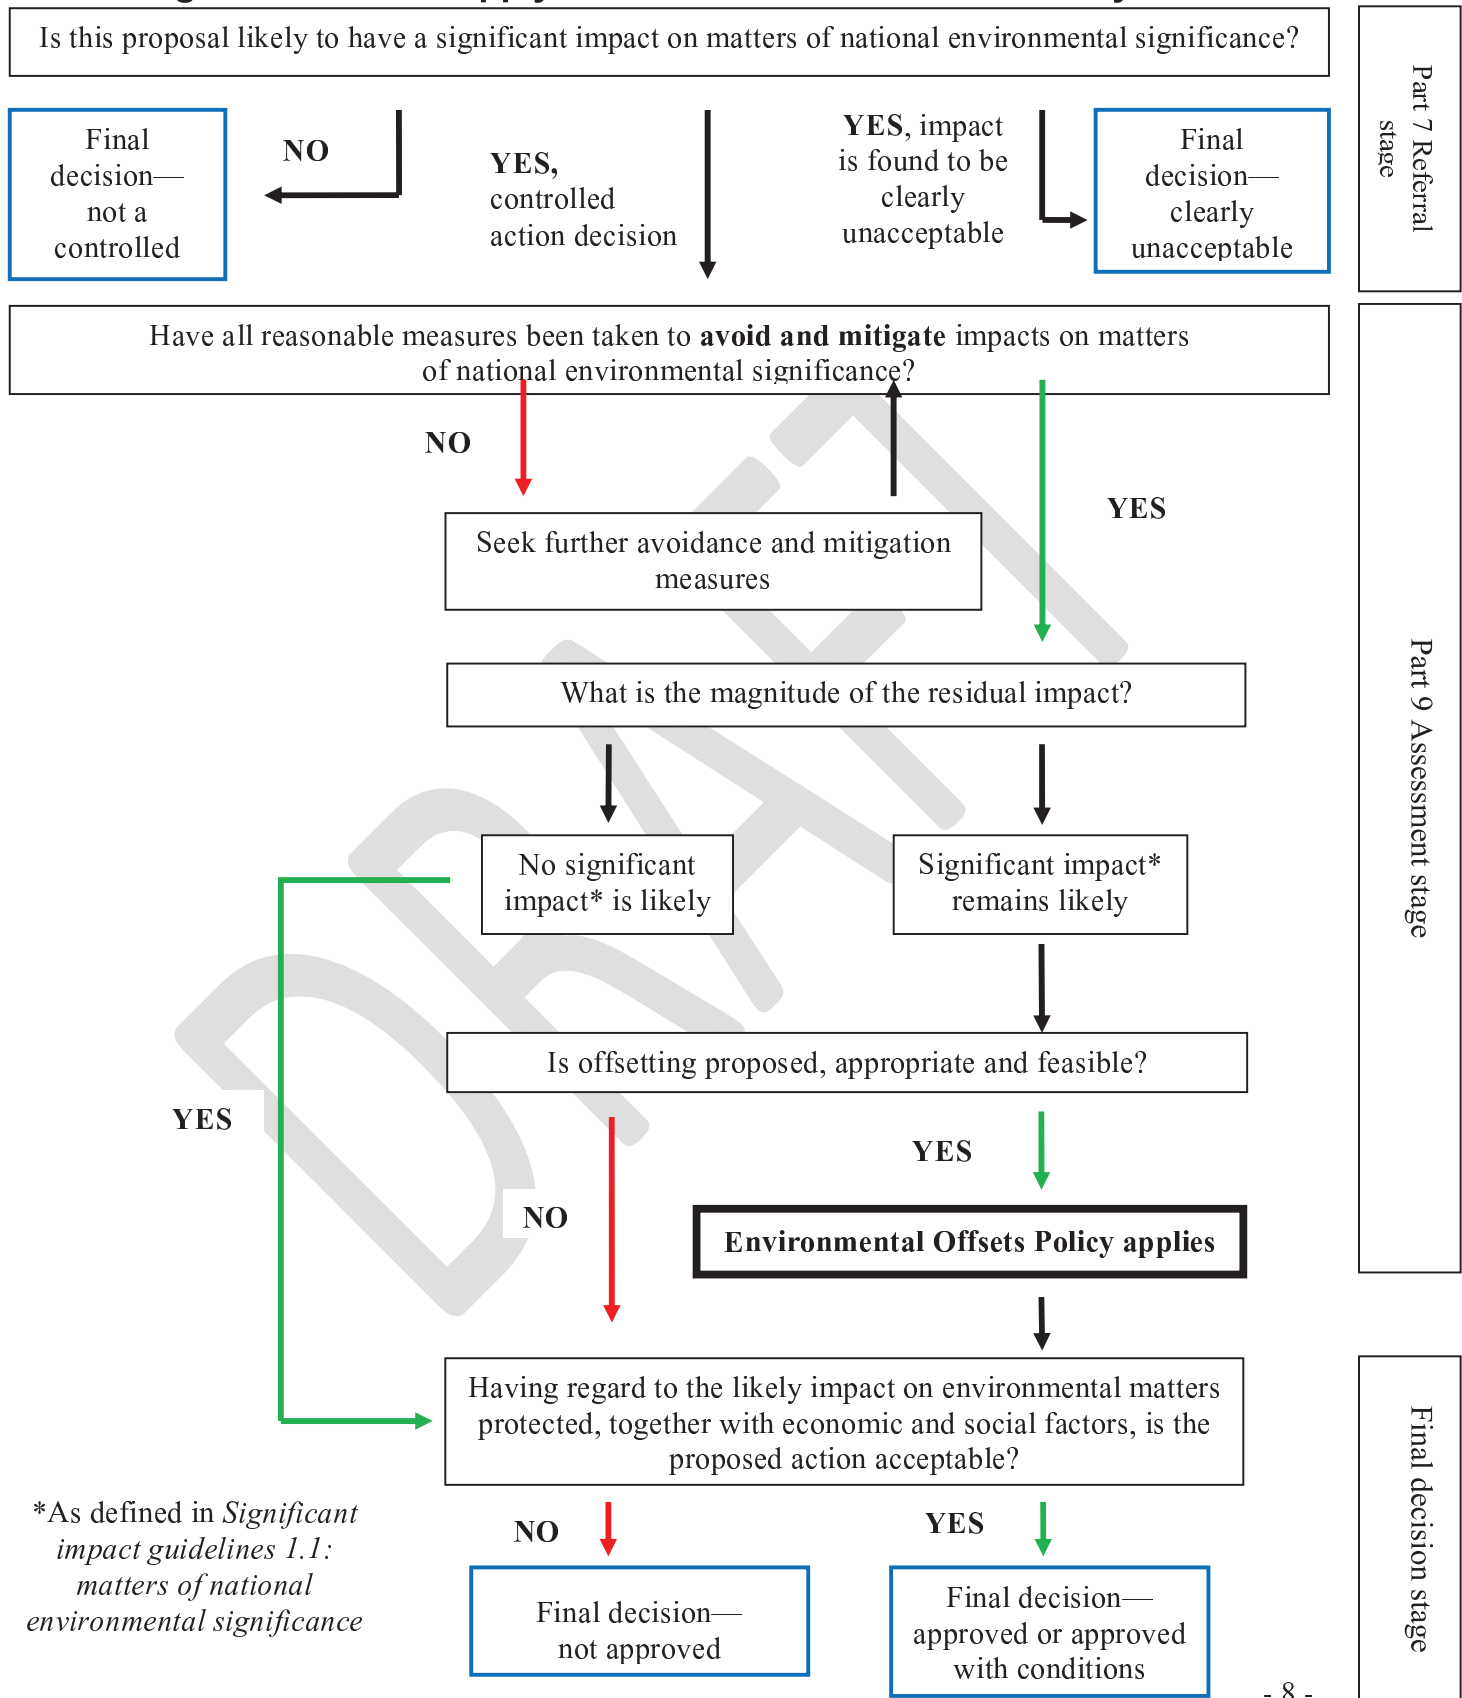 Is this proposal likely to have a significant impact on matters of national environmental significance?
Part 7 Referral
stage
Final
decision—
not a
controlled
NO
YES,
controlled
action decision
YES, impact
is found to be
clearly
unacceptable
Final
decision—
clearly
unacceptable
Have all reasonable measures been taken to avoid and mitigate impacts on matters
of national environmental significance?
Part 9 Assessment stage
NO
YES
Seek further avoidance and mitigation
measures
What is the magnitude of the residual impact?
No significant
impact* is likely
Significant impact*
remains likely
Is offsetting proposed, appropriate and feasible?
YES
NO
YES
Environmental Offsets Policy applies
DRAFT
Having regard to the likely impact on environmental matters
protected, together with economic and social factors, is the
proposed action acceptable?
Final decision stage
*As defined in Significant
impact guidelines 1.1:
matters of national
environmental significance
NO
YES
Final decision—
not approved
Final decision—
approved or approved
with conditions
- 8 -